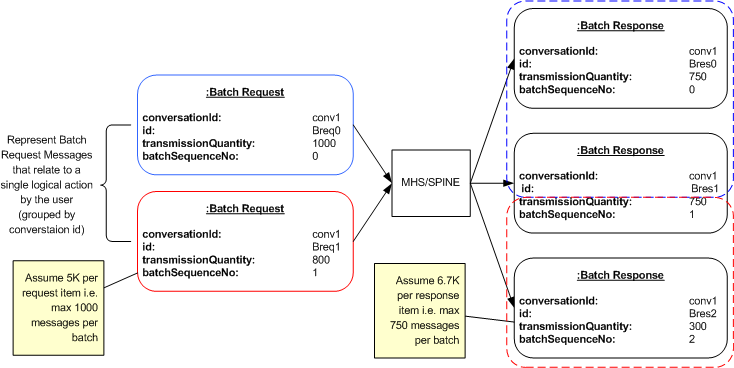 Represent Batch
Request Messages
that relate to a
single logical action
by the user
(grouped by
converstaion id)
:Batch Request
conversationId: conv1
id: Breq0
transmissionQuantity: 1000
batchSequenceNo: 0
:Batch Request
conversationId: conv1
id: Breq1
transmissionQuantity: 800
batchSequenceNo: 1
Assume 5K per
request item i.e.
max 1000
messages per
batch
MHS/SPINE
Assume 6.7K
per response
item i.e. max
750 messages
per batch
:Batch Response
conversationId: conv1
id: Bres0
transmissionQuantity: 750
batchSequenceNo: 0
:Batch Response
conversationId: conv1
id: Bres1
transmissionQuantity: 750
batchSequenceNo: 1
:Batch Response
conversationId: conv1
id: Bres2
transmissionQuantity: 300
batchSequenceNo: 2